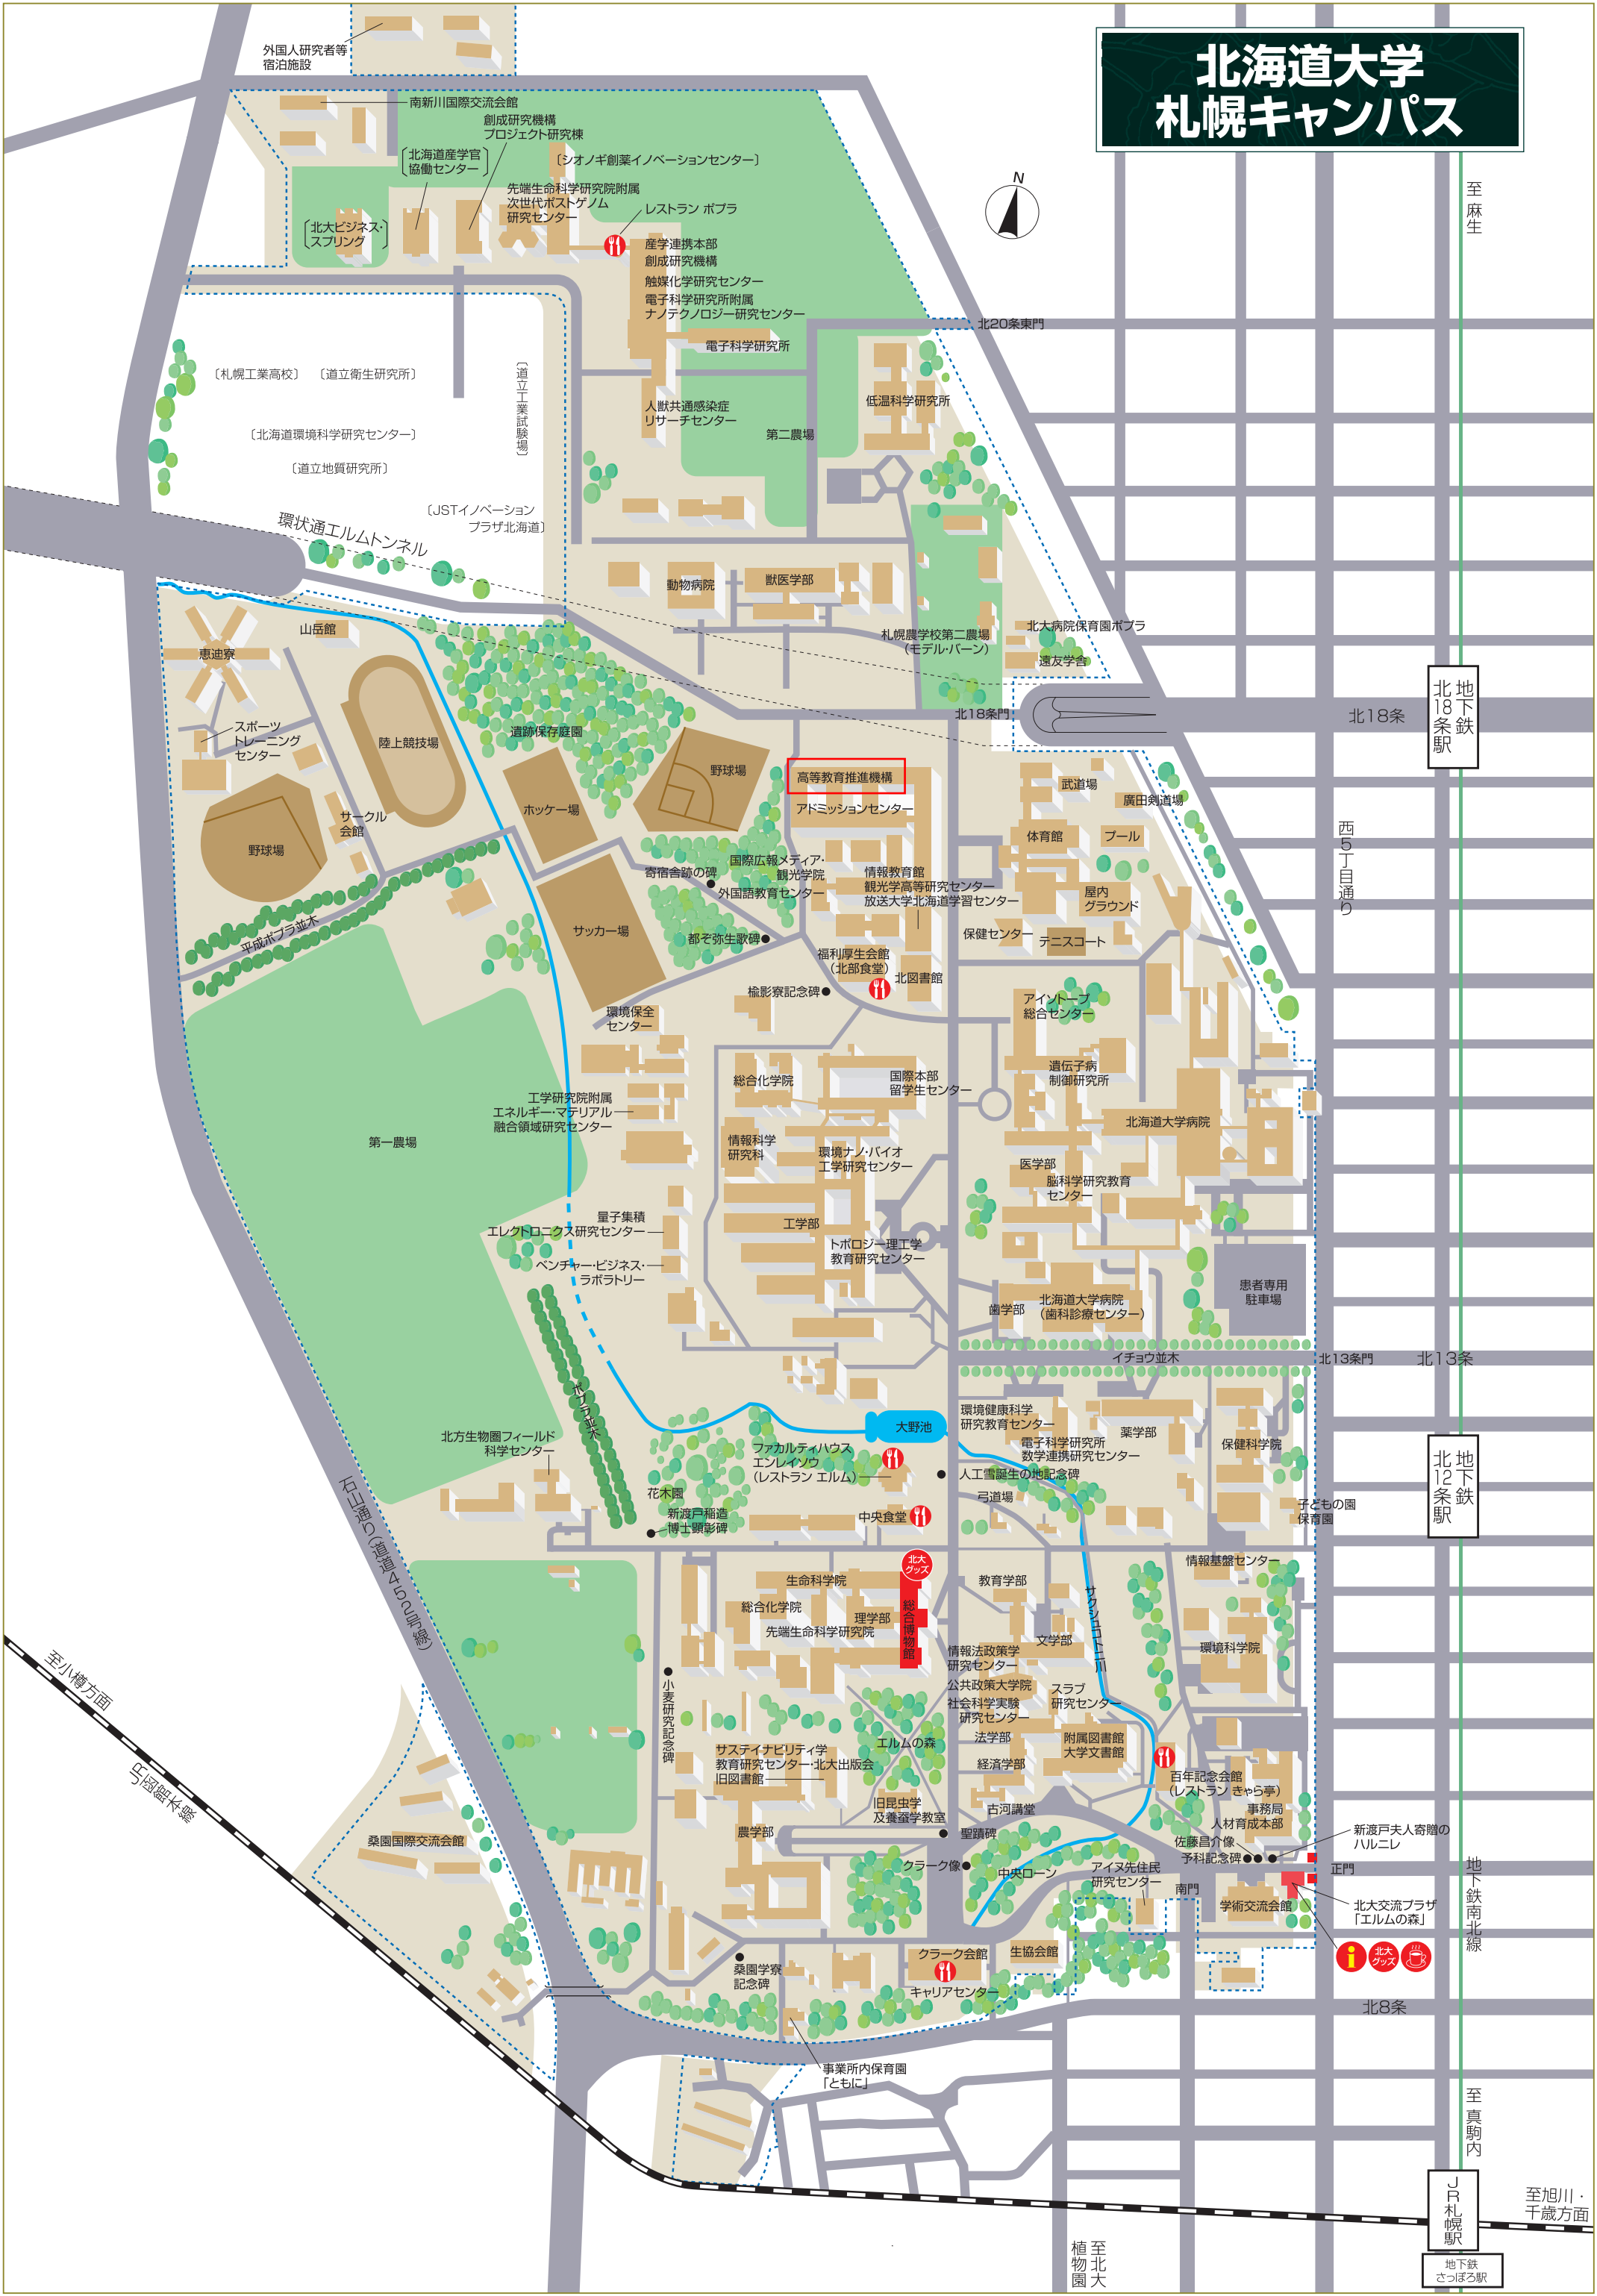 北海道大学
札幌キャンパス
外国人研究者等
宿泊施設
南新川国際交流会館
創成研究機構
プロジェクト研究棟
北海道産学官
協働センター
〔シオノギ創薬イノベーションセンター〕
先端生命科学研究院附属
次世代ポストゲノム
研究センター
レストラン ポプラ
北大ビジネス・
スプリング
産学連携本部
創成研究機構
触媒化学研究センター
電子科学研究所附属
ナノテクノロジー研究センター
電子科学研究所
N
至 麻生
北20条東門
〔札幌工業高校〕
〔道立衛生研究所〕
〔道立工業試験場〕
〔北海道環境科学研究センター〕
〔道立地質研究所〕
〔JSTイノベーション
プラザ北海道〕
人獣共通感染症
リサーチセンター
第二農場
低温科学研究所
環状通エルムトンネル
動物病院
獣医学部
札幌農学校第二農場
（モデル・バーン）
北大病院保育園ポプラ
遠友学舎
山岳館
恵迪寮
スポーツ
トレーニング
センター
陸上競技場
遺跡保存庭園
野球場
北18条門
北18条
地下鉄
北18条駅
高等教育推進機構
アドミッションセンター
武道場
廣田剣道場
体育館
プール
ホッケー場
サークル
会館
野球場
西5丁目通り
国際広報メディア・
観光学院
寄宿舎跡の碑
外国語教育センター
情報教育館
観光学高等研究センター
放送大学北海道学習センター
屋内
グラウンド
平成ポプラ並木
サッカー場
都ぞ弥生歌碑
保健センター
テニスコート
福利厚生会館
（北部食堂）
北図書館
楡影寮記念碑
環境保全
センター
アイソトープ
総合センター
総合化学院
国際本部
留学生センター
遺伝子病
制御研究所
工学研究院附属
エネルギー・マテリアル
融合領域研究センター
第一農場
情報科学
研究科
環境ナノ・バイオ
工学研究センター
北海道大学病院
医学部
脳科学研究教育
センター
量子集積
エレクトロニクス研究センター
工学部
トポロジー理工学
教育研究センター
ベンチャー・ビジネス・
ラボラトリー
患者専用
駐車場
歯学部
北海道大学病院
（歯科診療センター）
イチョウ並木
北13条門
北13条
ポプラ並木
大野池
環境健康科学
研究教育センター
電子科学研究所
数学連携研究センター
薬学部
保健科学院
地下鉄
北12条駅
北方生物圏フィールド
科学センター
ファカルティハウス
エンレイソウ
（レストラン エルム）
人工雪誕生の地記念碑
弓道場
花木園
新渡戸稲造
博士顕彰碑
中央食堂
子どもの園
保育園
石山通り（道道452号線）
北大
グッズ
情報基盤センター
生命科学院
総合化学院
理学部
先端生命科学研究院
総合博物館
教育学部
文学部
サクシュコトニ川
環境科学院
情報法政策学
研究センター
公共政策大学院
社会科学実験
研究センター
スラブ
研究センター
小麦研究記念碑
至小樽方面
JR函館本線
エルムの森
法学部
経済学部
附属図書館
大学文書館
サステイナビリティ学
教育研究センター・北大出版会
旧図書館
百年記念会館
（レストラン きゃら亭）
旧昆虫学
及養蚕学教室
古河講堂
事務局
人材育成本部
農学部
聖蹟碑
佐藤昌介像
予科記念碑
新渡戸夫人寄贈の
ハルニレ
桑園国際交流会館
クラーク像
中央ローン
アイヌ先住民
研究センター
南門
正門
学術交流会館
北大交流プラザ
「エルムの森」
地下鉄南北線
i
北大
グッズ
クラーク会館
生協会館
キャリアセンター
桑園学寮
記念碑
北8条
事業所内保育園
「ともに」
至 真駒内
JR札幌駅
地下鉄
さっぽろ駅
至旭川・
千歳方面
至北大
植物園